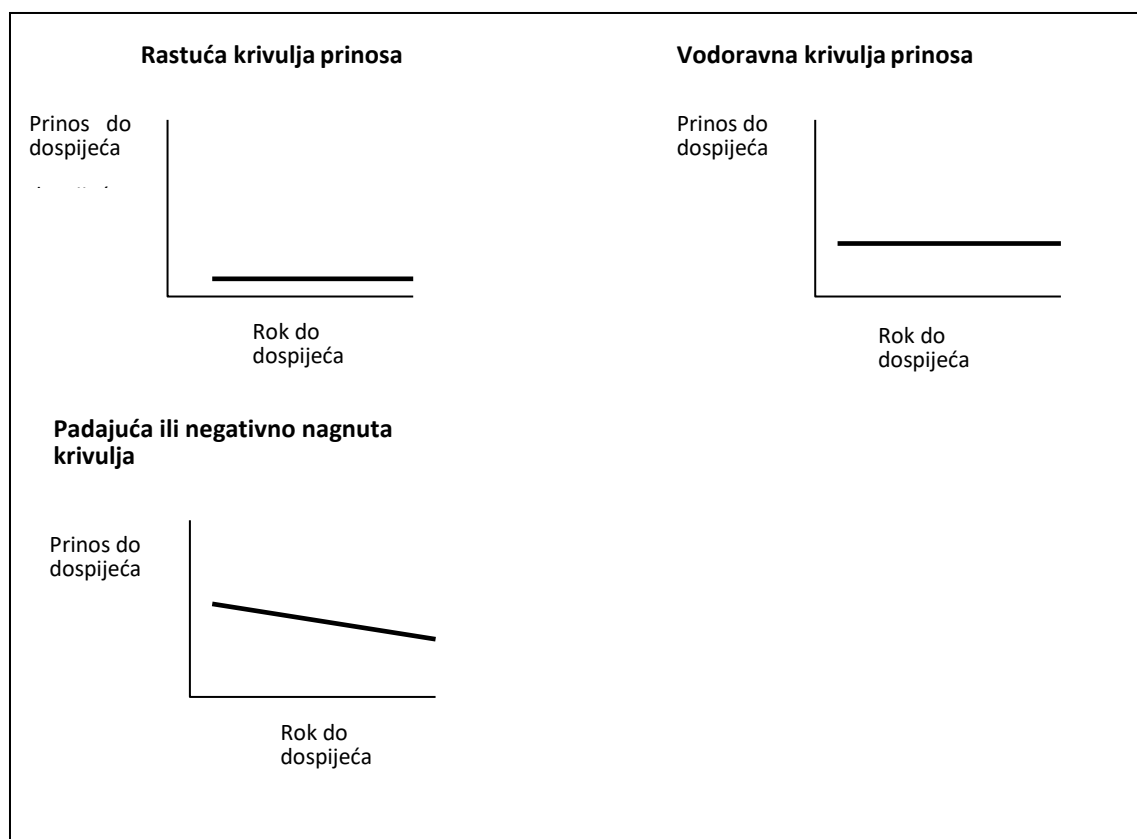 Rastuća krivulja prinosa
Prinos do
dospijeća
Rok do
dospijeća
Vodoravna krivulja prinosa
Prinos do
dospijeća
Rok do
dospijeća
Padajuća ili negativno nagnuta
krivulja
Prinos do
dospijeća
Rok do
dospijeća